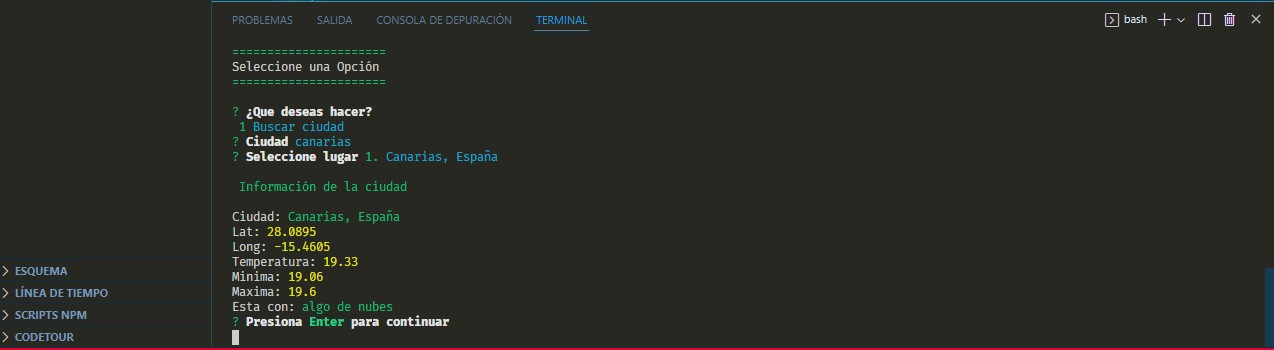 PROBLEMAS SALIDA CONSOLA DE DEPURACIÓN TERMINAL bash
======================
Seleccione una Opción
======================
? ¿Que deseas hacer?
1 Buscar ciudad
? Ciudad canarias
? Seleccione lugar 1. Canarias, España
Información de la ciudad
Ciudad: Canarias, España
Lat: 28.0895
Long: -15.4605
Temperatura: 19.33
Minima: 19.06
Maxima: 19.6
Esta con: algo de nubes
? Presiona Enter para continuar
ESQUEMA
LÍNEA DE TIEMPO
SCRIPTS NPM
CODETOUR